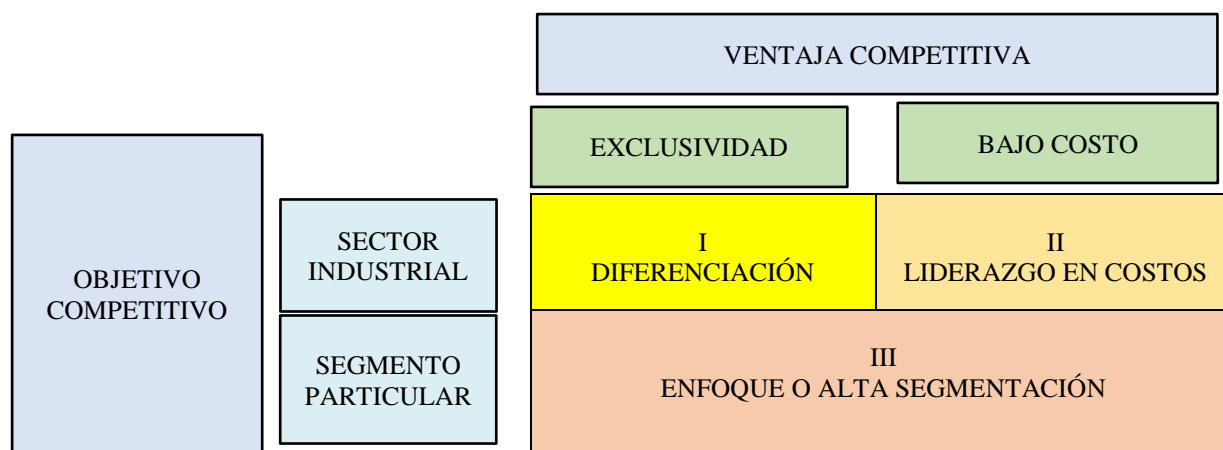 VENTAJA COMPETITIVA
EXCLUSIVIDAD
BAJO COSTO
OBJETIVO
COMPETITIVO
SECTOR
INDUSTRIAL
I
DIFERENCIACIÓN
II
LIDERAZGO EN COSTOS
SEGMENTO
PARTICULAR
III
ENFOQUE O ALTA SEGMENTACIÓN